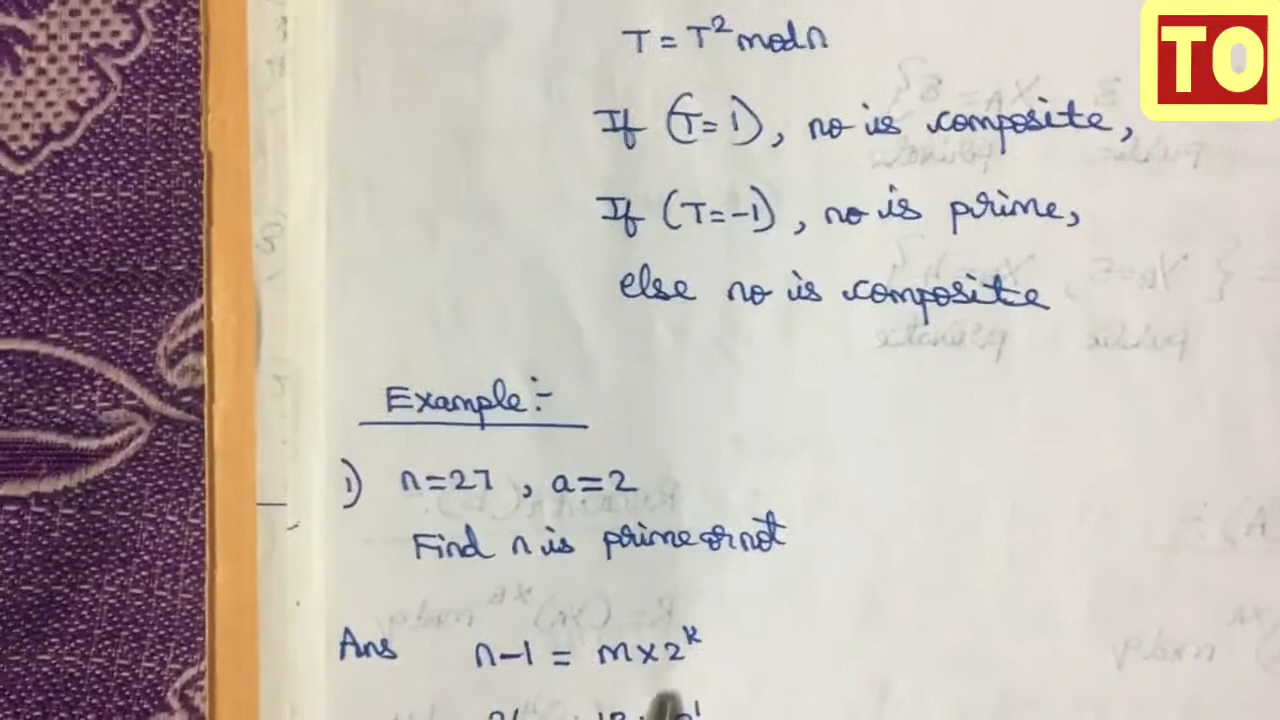 TO
T = T² mod n
If (T = 1), no is composite,
If (T = -1), no is prime,
else no is composite
Example:-
1) n = 27, a = 2
Find n is prime or not
Ans n-1 = m × 2^k